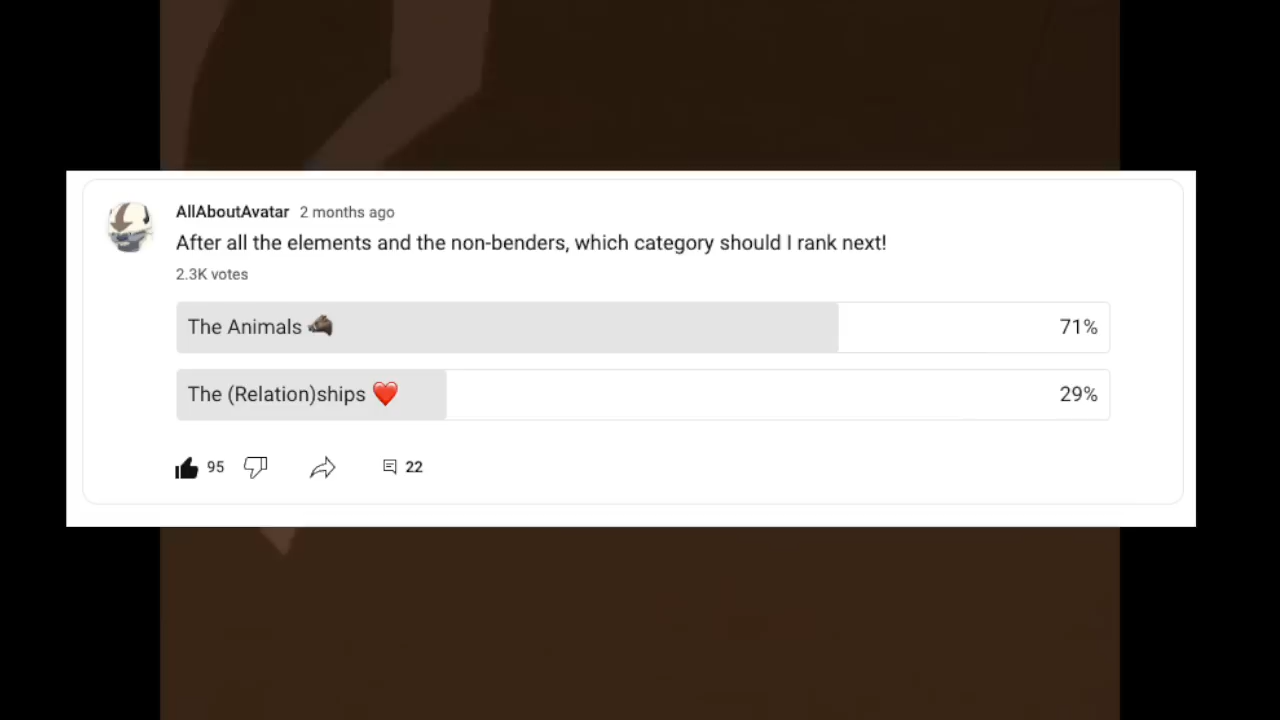 AllAboutAvatar 2 months ago
After all the elements and the non-benders, which category should I rank next!
2.3K votes
The Animals 🐗 71%
The (Relation)ships ❤️ 29%
95 22